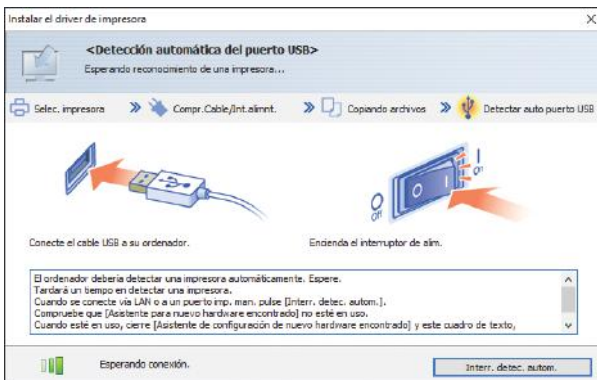 Instalar el driver de impresora
<Detección automática del puerto USB>
Esperando reconocimiento de una impresora...
Selec. impresora » Compr.Cable/Int.alimnt. » Copiando archivos » Detectar auto puerto USB
Off
On
Conecte el cable USB a su ordenador.
Encienda el interruptor de alim.
El ordenador debería detectar una impresora automáticamente. Espere.
Tardará un tiempo en detectar una impresora.
Cuando se conecte vía LAN o a un puerto imp. man. pulse [Interr. detec. autom.].
Compruebe que [Asistente para nuevo hardware encontrado] no esté en uso.
Cuando esté en uso, cierre [Asistente de configuración de nuevo hardware encontrado] y este cuadro de texto,
Esperando conexión.
Interr. detec. autom.